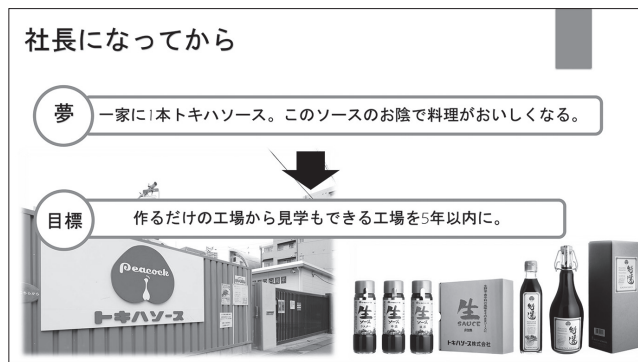 社長になってから
夢
一家に1本トキハソース。このソースのお陰で料理がおいしくなる。
目標
作るだけの工場から見学もできる工場を5年以内に。
Peacock
トキハソース
生
ソース
生
SAUCE
トキハソース株式会社